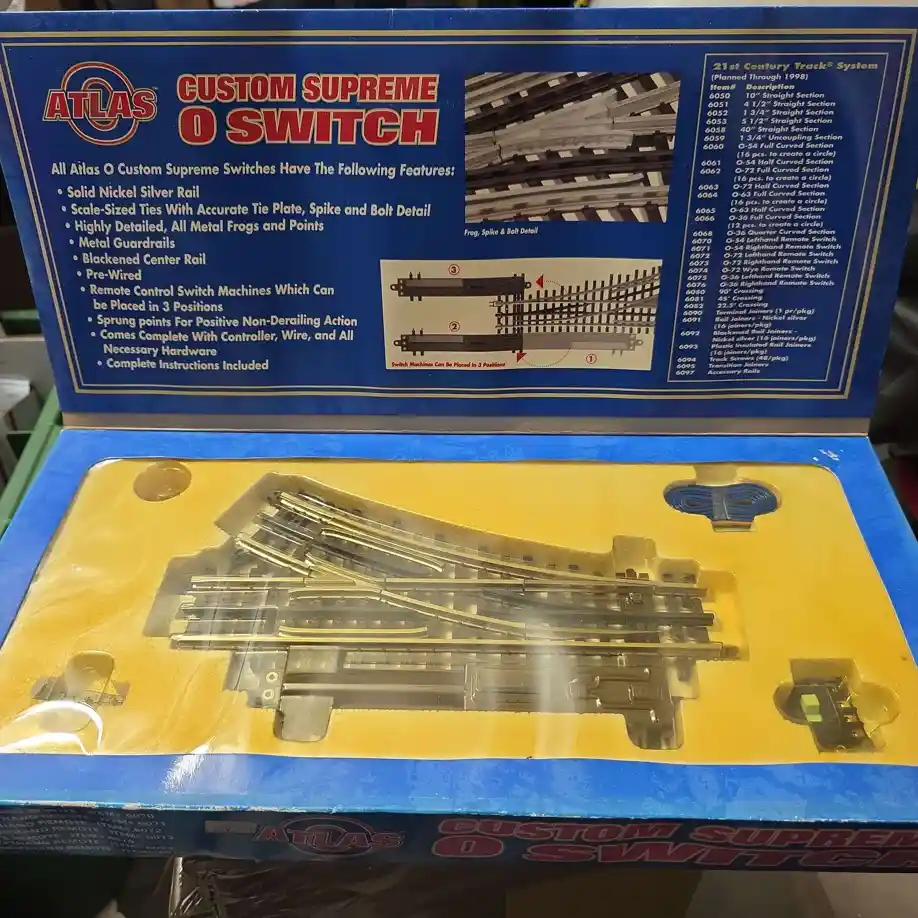 ATLAS
CUSTOM SUPREME
O SWITCH
All Atlas O Custom Supreme Switches Have The Following Features:
• Solid Nickel Silver Rail
• Scale-Sized Ties With Accurate Tie Plate, Spike and Bolt Detail
• Highly Detailed, All Metal Frogs and Points
• Metal Guardrails
• Blackened Center Rail
• Pre-Wired
• Remote Control Switch Machines Which Can
be Placed in 3 Positions
• Sprung points For Positive Non-Derailing Action
• Comes Complete With Controller, Wire, and All
Necessary Hardware
• Complete Instructions Included
Frog, Spike & Bolt Detail
3
2
1
Switch Machines Can Be Placed In 3 Positions
21st Century Track® System
(Planned Through 1998)
Item# Description
6050 10" Straight Section
6051 4 1/2" Straight Section
6052 1 3/4" Straight Section
6053 5 1/2" Straight Section
6058 40" Straight Section
6059 1 3/4" Uncoupling Section
6060 O-54 Full Curved Section
(16 pcs. to create a circle)
6061 O-54 Half Curved Section
6062 O-72 Full Curved Section
(16 pcs. to create a circle)
6063 O-72 Half Curved Section
6064 O-63 Full Curved Section
(16 pcs. to create a circle)
6065 O-63 Half Curved Section
6066 O-36 Full Curved Section
(12 pcs. to create a circle)
6068 O-36 Quarter Curved Section
6070 O-54 Lefthand Remote Switch
6071 O-54 Righthand Remote Switch
6072 O-72 Lefthand Remote Switch
6073 O-72 Righthand Remote Switch
6074 O-72 Wye Remote Switch
6075 O-36 Lefthand Remote Switch
6076 O-36 Righthand Remote Switch
6080 90° Crossing
6081 45° Crossing
6082 22.5° Crossing
6090 Terminal Joiners (1 pr/pkg)
6091 Rail Joiners - Nickel silver
(16 joiners/pkg)
6092 Blackened Rail Joiners -
Nickel silver (16 joiners/pkg)
6093 Plastic Insulated Rail Joiners
(16 joiners/pkg)
6094 Track Screws (48/pkg)
6095 Transition Joiners
6097 Accessory Rails
ATLAS
CUSTOM SUPREME
O SWITCH